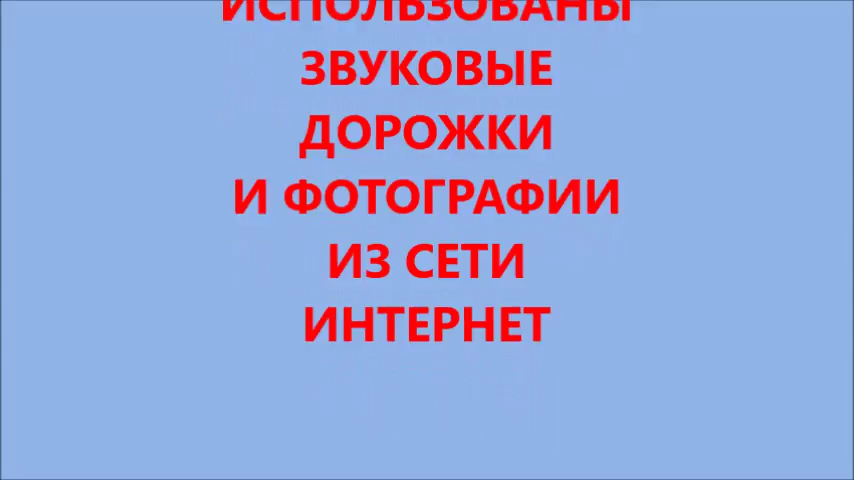 ИСПОЛЬЗОВАНЫ
ЗВУКОВЫЕ
ДОРОЖКИ
И ФОТОГРАФИИ
ИЗ СЕТИ
ИНТЕРНЕТ